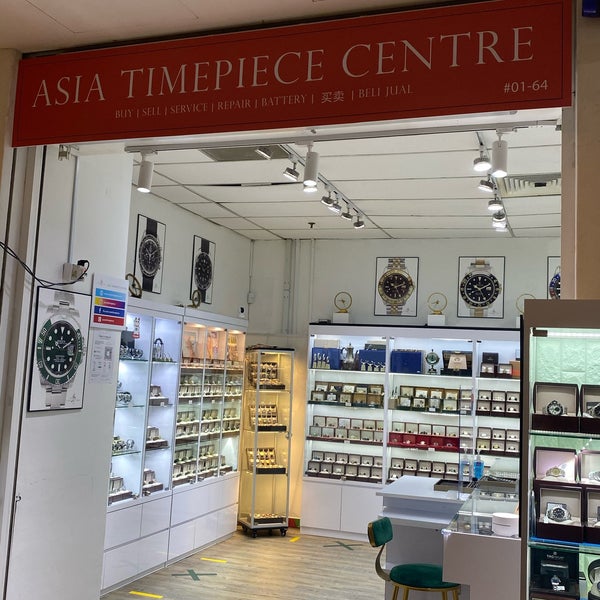 ASIA TIMEPIECE CENTRE
BUY | SELL | SERVICE | REPAIR | BATTERY | 买卖 | BELI JUAL
#01-64